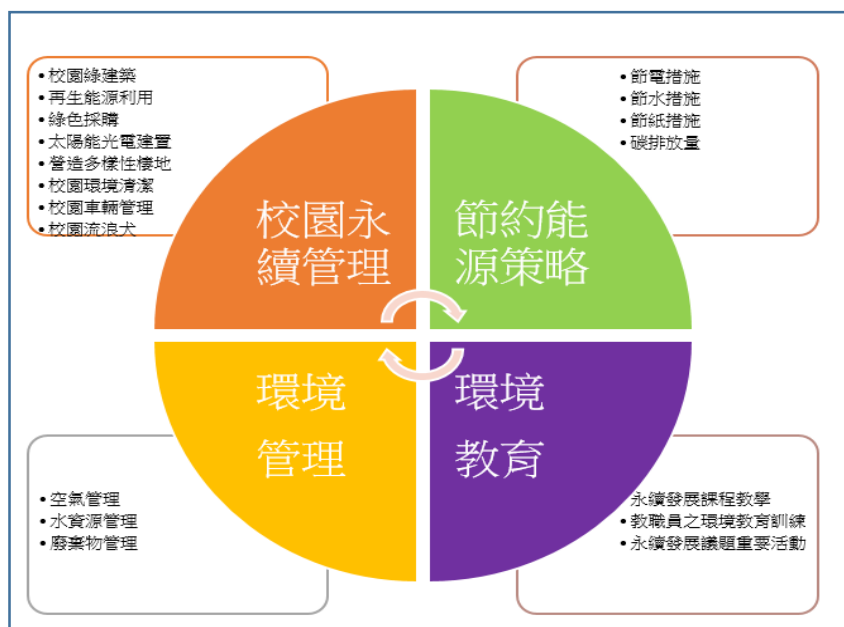 • 校園綠建築
• 再生能源利用
• 綠色採購
• 太陽能光電建置
• 營造多樣性棲地
• 校園環境清潔
• 校園車輛管理
• 校園流浪犬
• 節電措施
• 節水措施
• 節紙措施
• 碳排放量
校園永
續管理
節約能
源策略
環境
管理
環境
教育
• 空氣管理
• 水資源管理
• 廢棄物管理
永續發展課程教學
• 教職員之環境教育訓練
• 永續發展議題重要活動